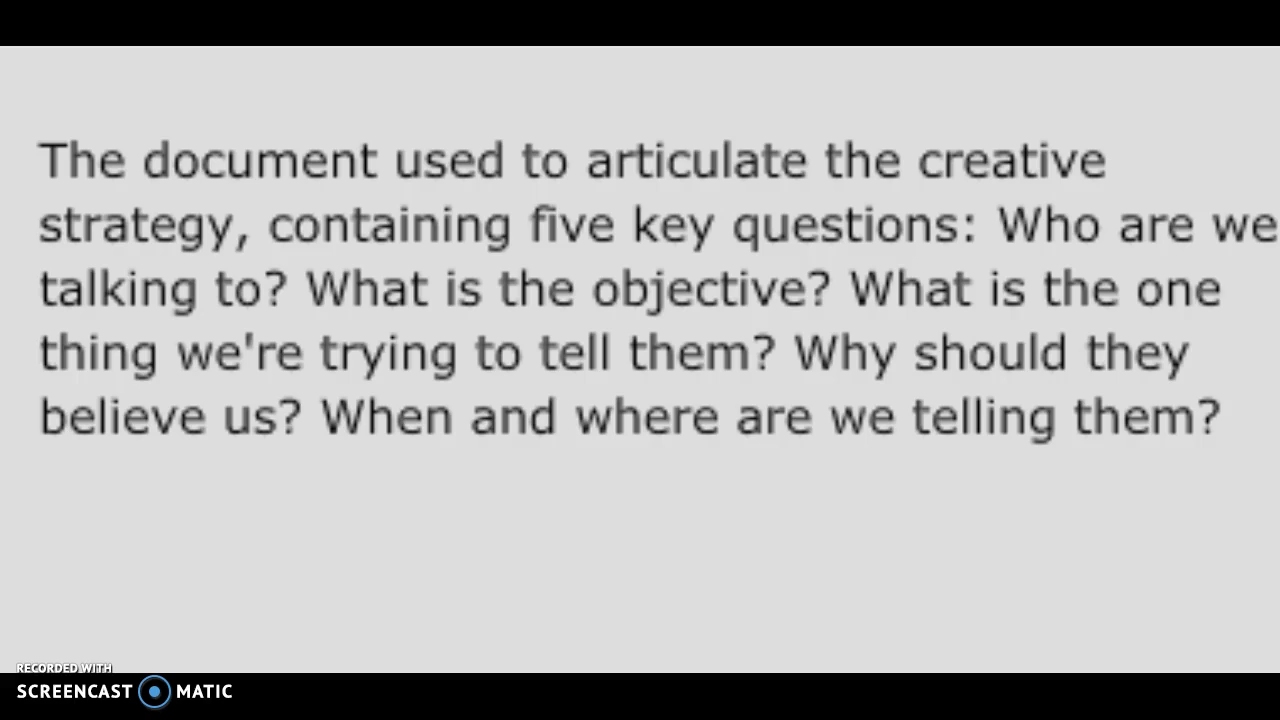 The document used to articulate the creative
strategy, containing five key questions: Who are we
talking to? What is the objective? What is the one
thing we're trying to tell them? Why should they
believe us? When and where are we telling them?
RECORDED WITH
SCREENCAST MATIC